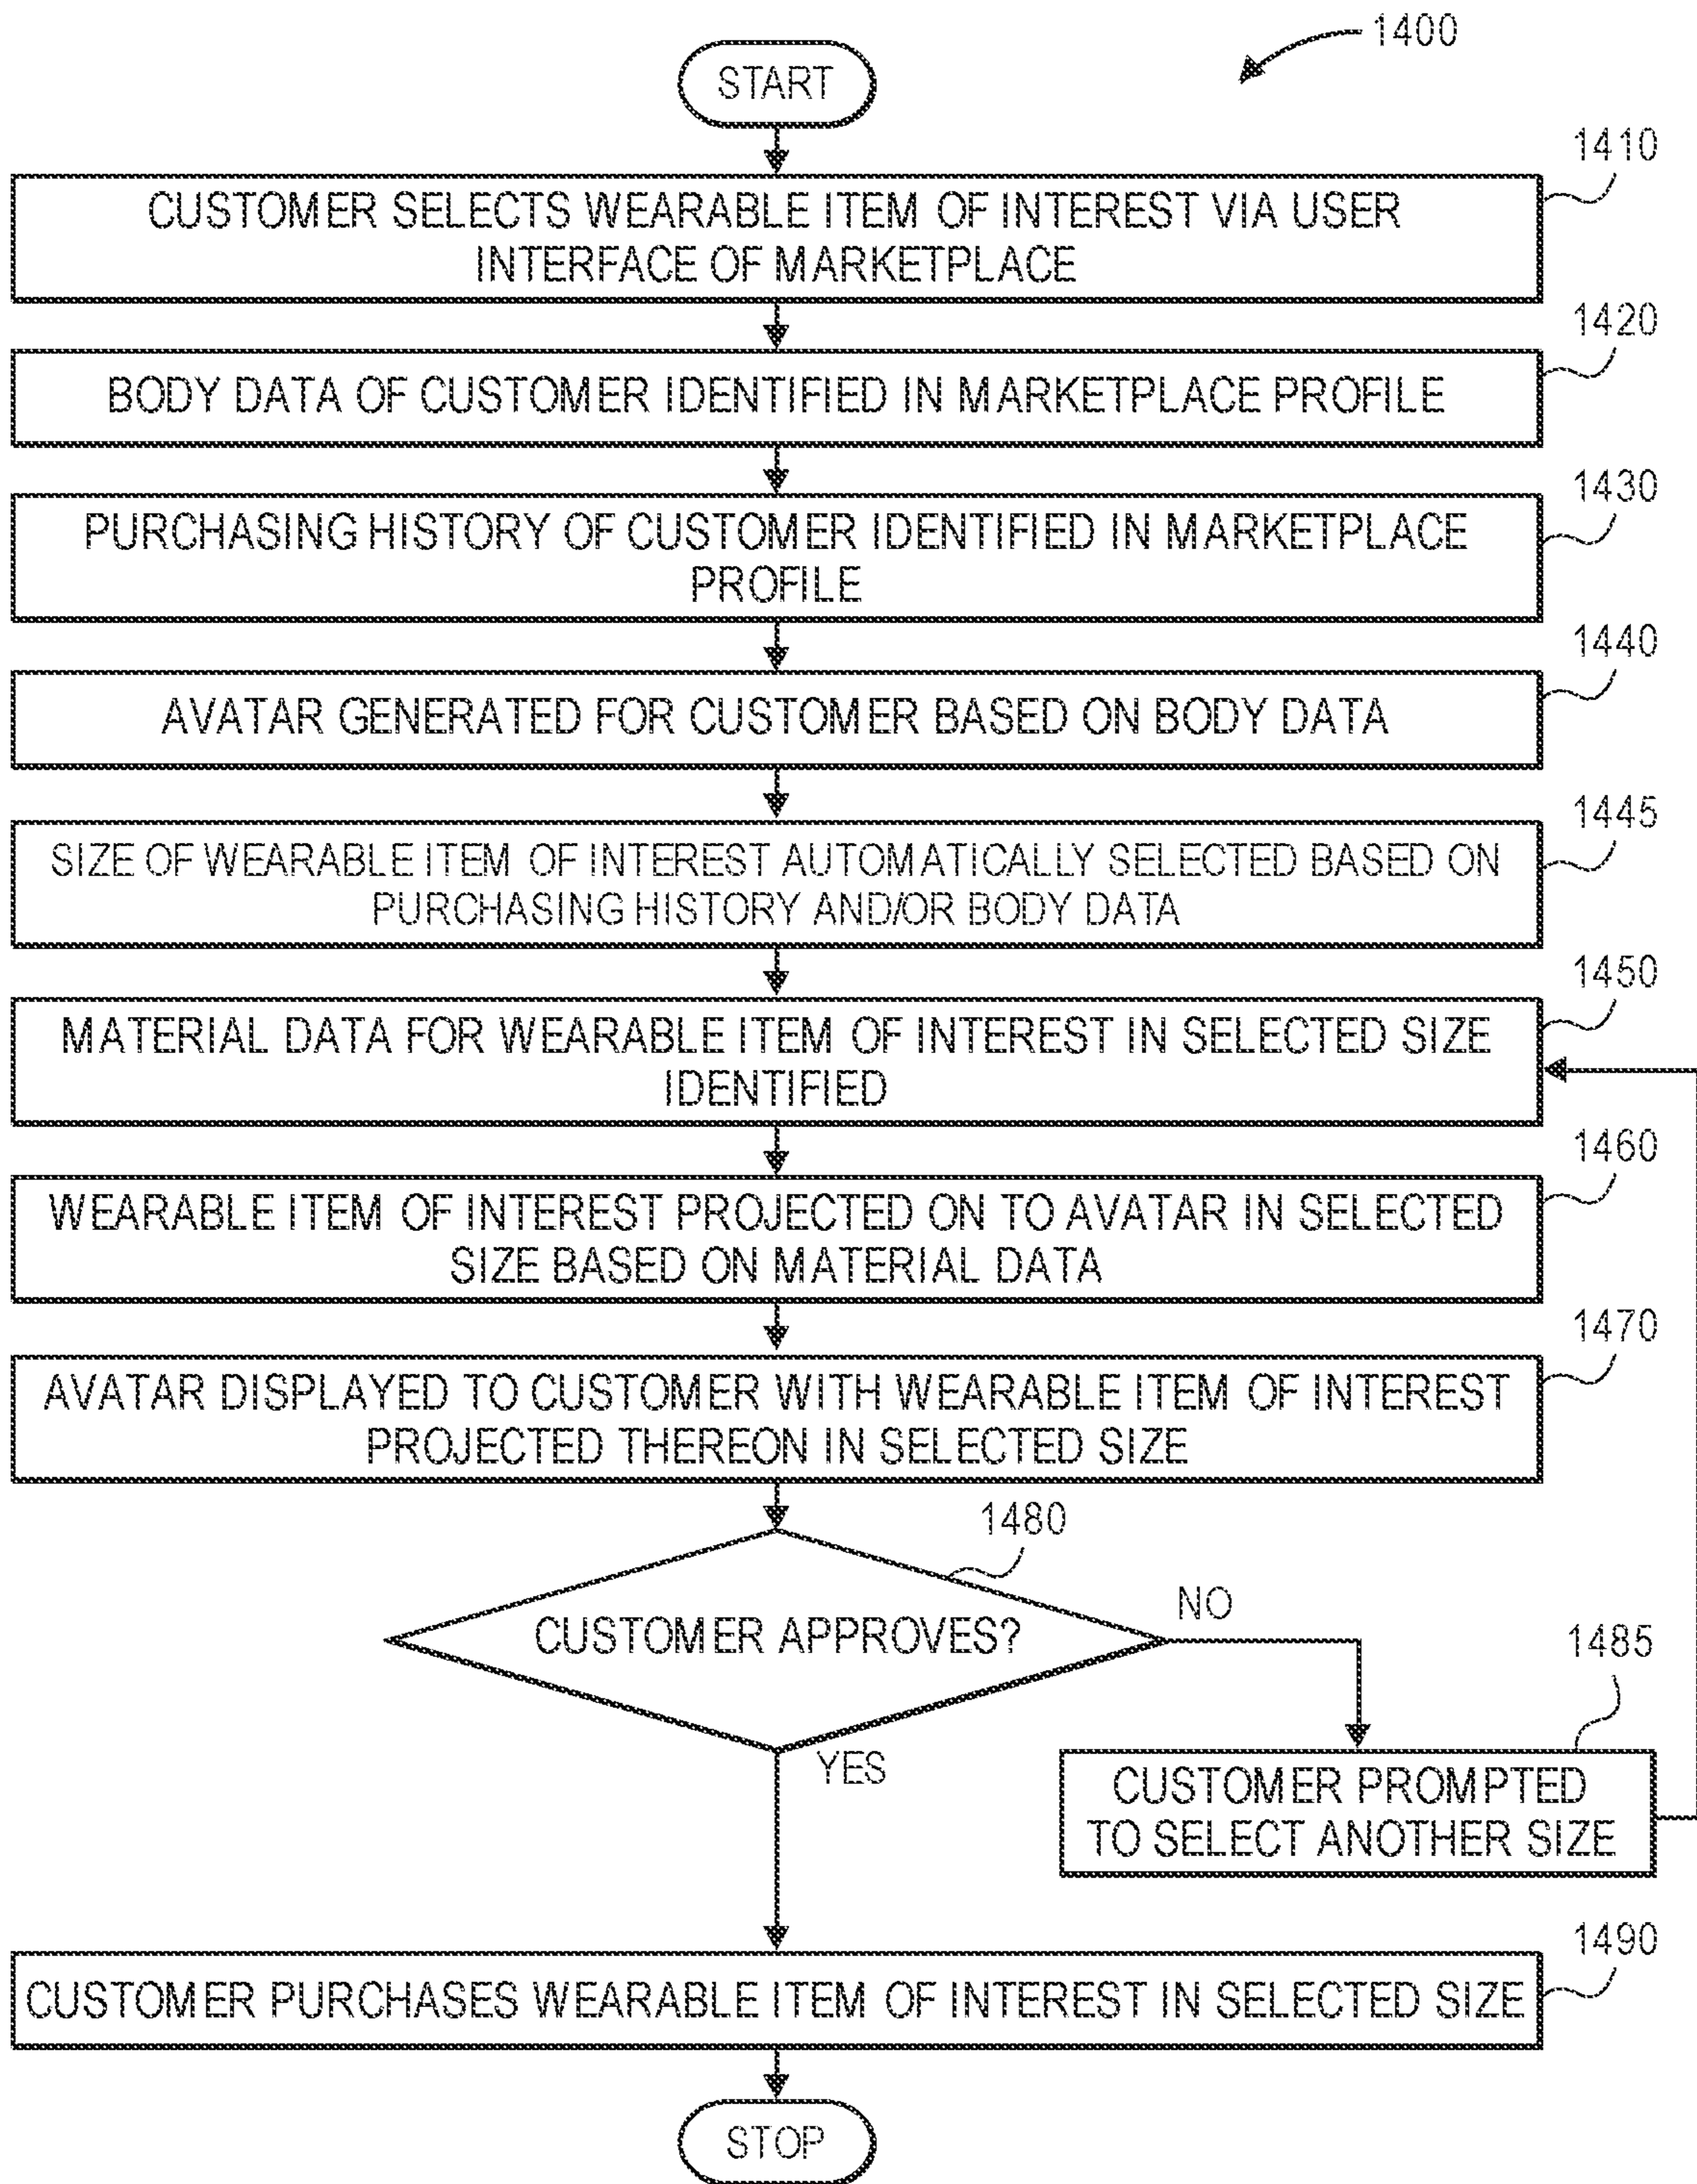 1400
START
1410
CUSTOMER SELECTS WEARABLE ITEM OF INTEREST VIA USER
INTERFACE OF MARKETPLACE
1420
BODY DATA OF CUSTOMER IDENTIFIED IN MARKETPLACE PROFILE
1430
PURCHASING HISTORY OF CUSTOMER IDENTIFIED IN MARKETPLACE
PROFILE
1440
AVATAR GENERATED FOR CUSTOMER BASED ON BODY DATA
1445
SIZE OF WEARABLE ITEM OF INTEREST AUTOMATICALLY SELECTED BASED ON
PURCHASING HISTORY AND/OR BODY DATA
1450
MATERIAL DATA FOR WEARABLE ITEM OF INTEREST IN SELECTED SIZE
IDENTIFIED
1460
WEARABLE ITEM OF INTEREST PROJECTED ON TO AVATAR IN SELECTED
SIZE BASED ON MATERIAL DATA
1470
AVATAR DISPLAYED TO CUSTOMER WITH WEARABLE ITEM OF INTEREST
PROJECTED THEREON IN SELECTED SIZE
1480
CUSTOMER APPROVES?
NO
1485
YES
CUSTOMER PROMPTED
TO SELECT ANOTHER SIZE
1490
CUSTOMER PURCHASES WEARABLE ITEM OF INTEREST IN SELECTED SIZE
STOP